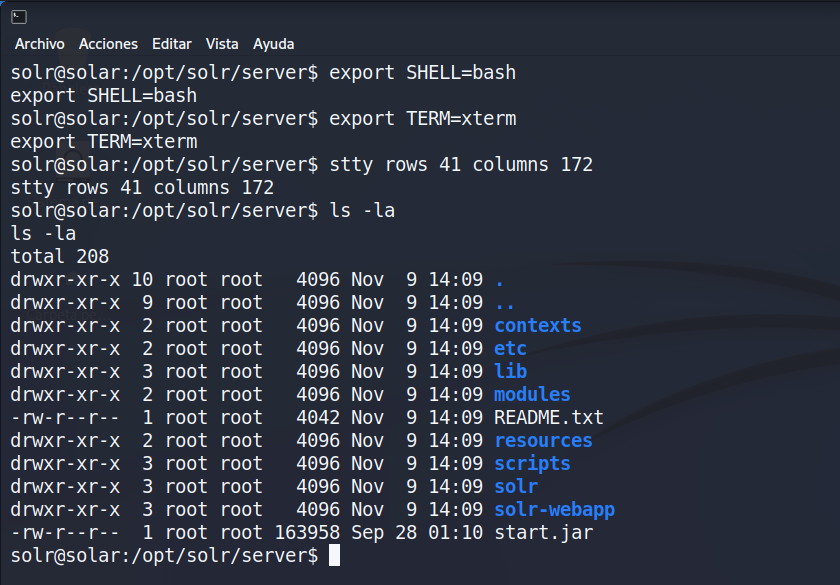 Archivo Acciones Editar Vista Ayuda
solr@solar:/opt/solr/server$ export SHELL=bash
export SHELL=bash
solr@solar:/opt/solr/server$ export TERM=xterm
export TERM=xterm
solr@solar:/opt/solr/server$ stty rows 41 columns 172
stty rows 41 columns 172
solr@solar:/opt/solr/server$ ls -la
ls -la
total 208
drwxr-xr-x 10 root root   4096 Nov  9 14:09 .
drwxr-xr-x  9 root root   4096 Nov  9 14:09 ..
drwxr-xr-x  2 root root   4096 Nov  9 14:09 contexts
drwxr-xr-x  2 root root   4096 Nov  9 14:09 etc
drwxr-xr-x  3 root root   4096 Nov  9 14:09 lib
drwxr-xr-x  2 root root   4096 Nov  9 14:09 modules
-rw-r--r--  1 root root   4042 Nov  9 14:09 README.txt
drwxr-xr-x  2 root root   4096 Nov  9 14:09 resources
drwxr-xr-x  3 root root   4096 Nov  9 14:09 scripts
drwxr-xr-x  3 root root   4096 Nov  9 14:09 solr
drwxr-xr-x  3 root root   4096 Nov  9 14:09 solr-webapp
-rw-r--r--  1 root root 163958 Sep 28 01:10 start.jar
solr@solar:/opt/solr/server$